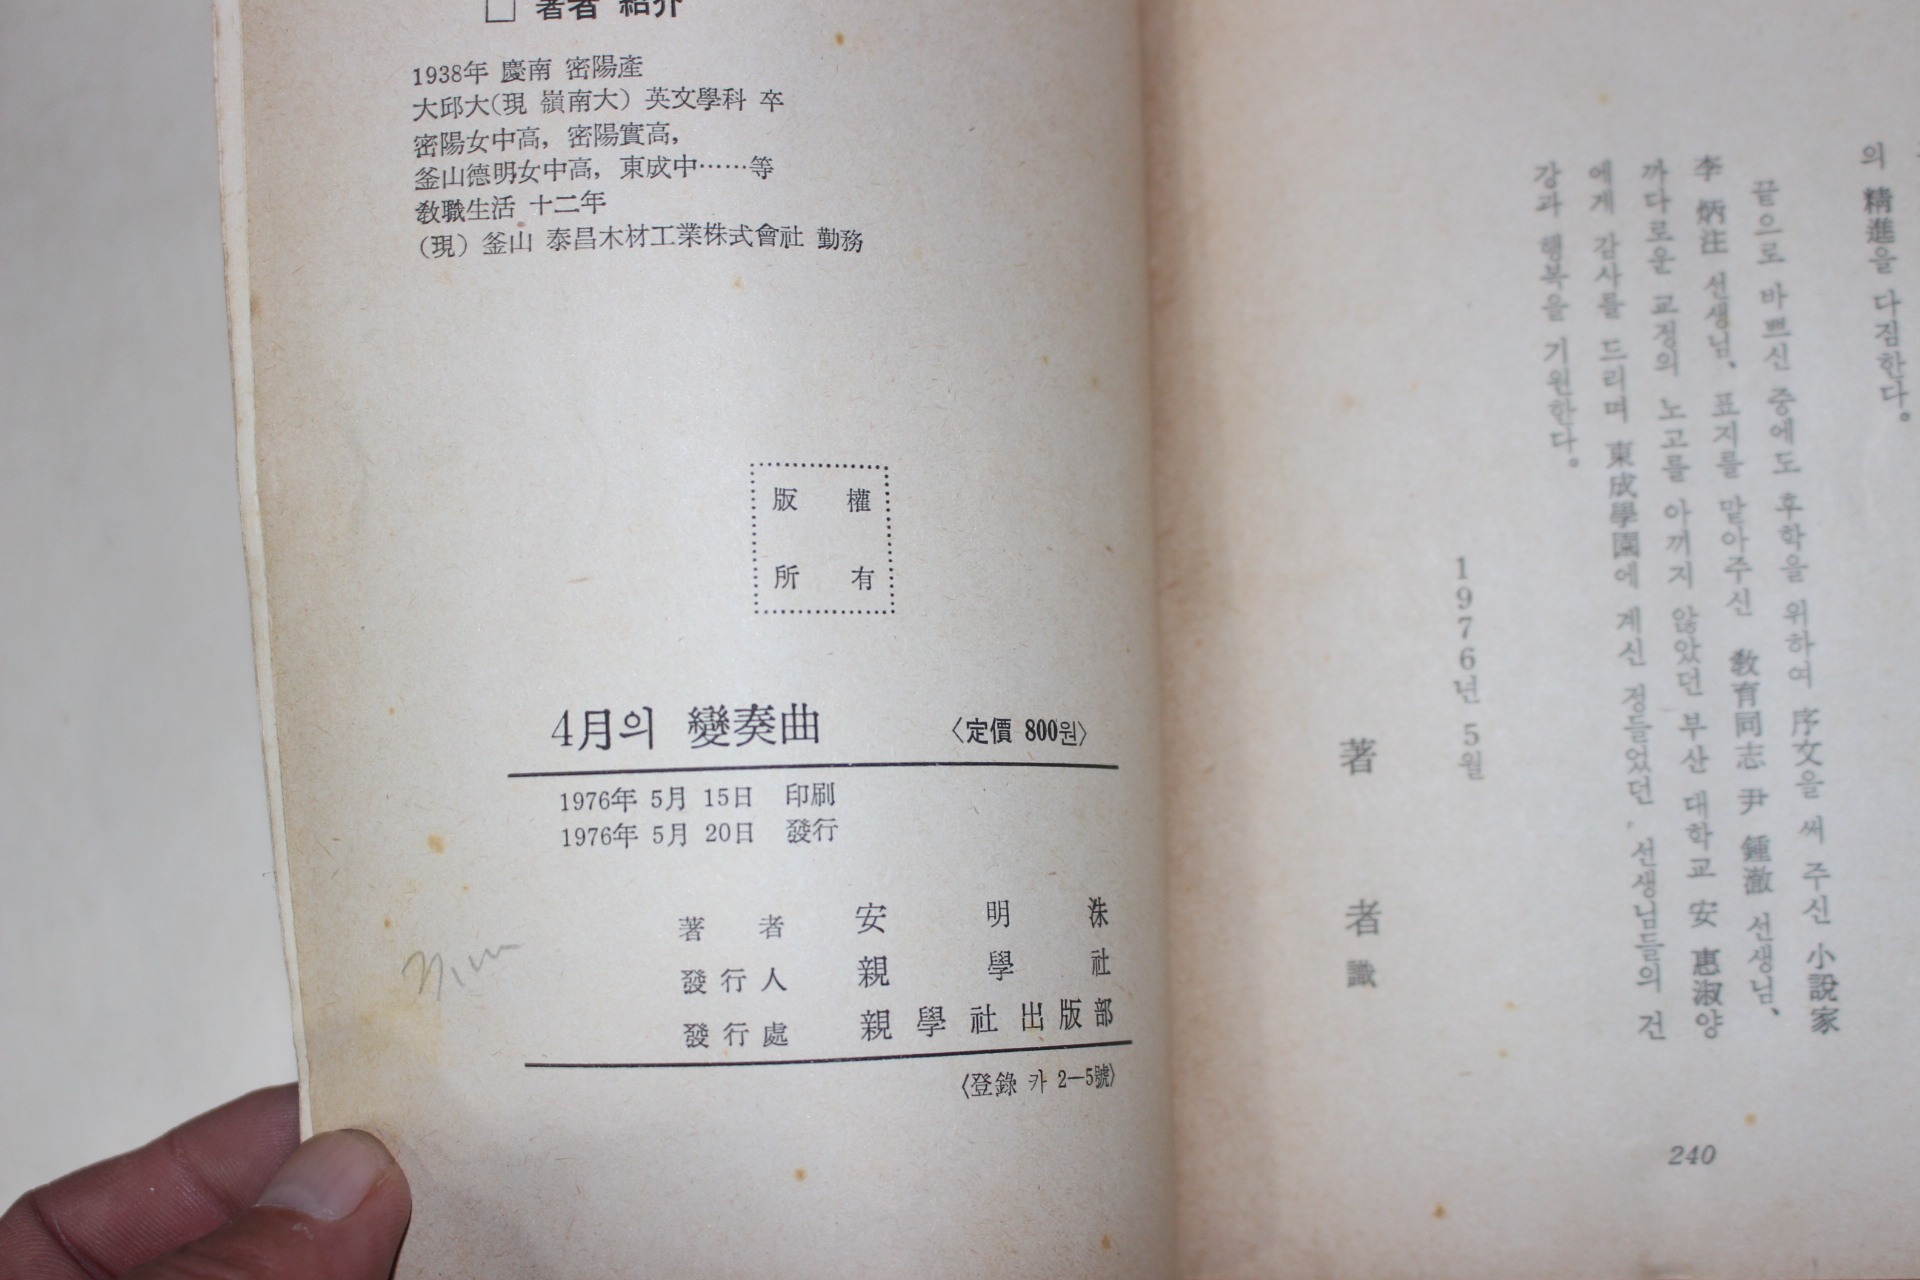 □ 著者 紹介
1938年 慶南 密陽產
大邱大(現 嶺南大) 英文學科 卒
密陽女中高, 密陽實高,
釜山德明女中高, 東成中……等
敎職生活 十二年
(現) 釜山 泰昌木材工業株式會社 勤務
版 權
所 有
4月의 變奏曲 〈定價 800원〉
1976年 5月 15日 印刷
1976年 5月 20日 發行
著者 安明洙
發行人 親學社
發行處 親學社出版部
〈登錄 카 2—5號〉
의 精進을 다짐한다。
끝으로 바쁘신 중에도 후학을 위하여 序文을 써 주신 小說家
李炳注 선생님、표지를 맡아주신 敎育同志 尹鍾澈 선생님、
까다로운 교정의 노고를 아끼지 않았던 부산 대학교 安惠淑양
에게 감사를 드리며 東成學園에 계신 정들었던 선생님들의 건
강과 행복을 기원한다。
1976년 5월
著者 識
240